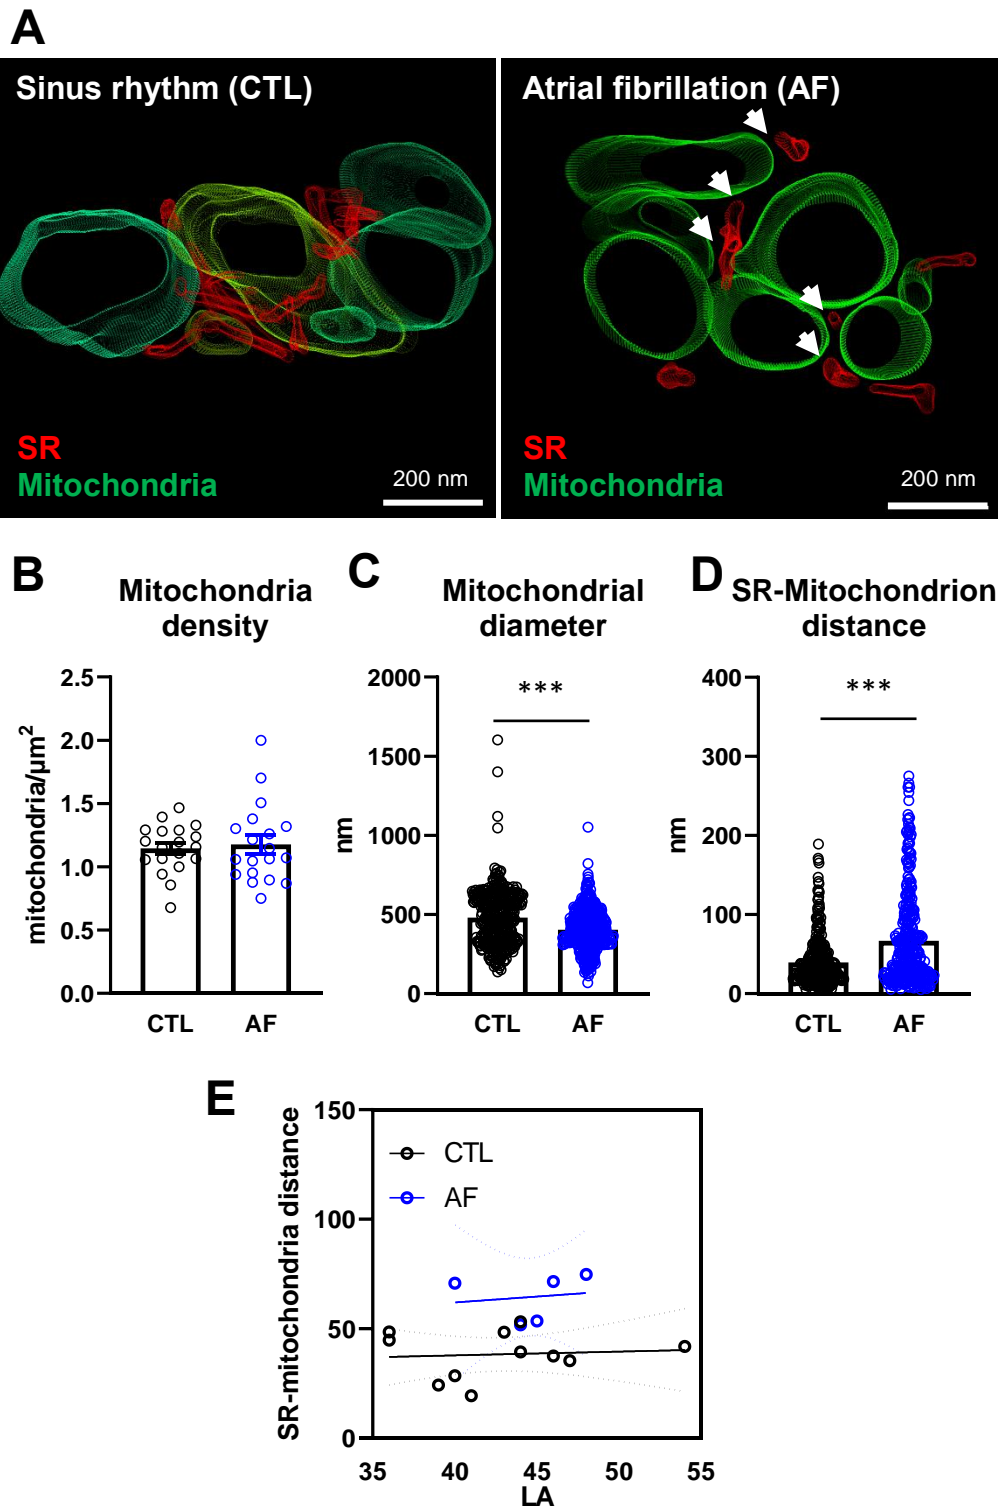 A
Sinus rhythm (CTL)
Atrial fibrillation (AF)
SR
Mitochondria
200 nm
SR
Mitochondria
200 nm
B
Mitochondria
density
mitochondria/µm²
2.5
2.0
1.5
1.0
0.5
0.0
CTL
AF
C
Mitochondrial
diameter
nm
2000
1500
1000
500
0
***
CTL
AF
D
SR-Mitochondrion
distance
nm
400
300
200
100
0
***
CTL
AF
E
SR-mitochondria distance
150
100
50
0
CTL
AF
35
40
45
50
55
LA